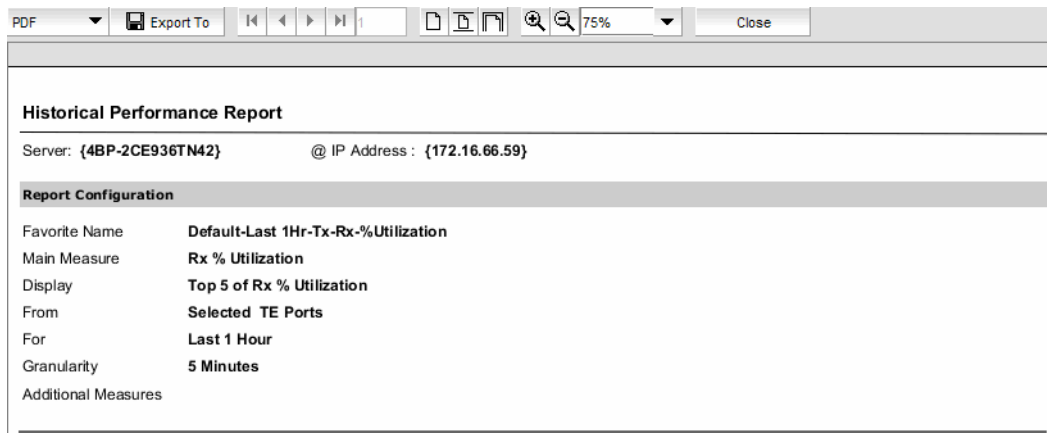 PDF Export To 1 75% Close
Historical Performance Report
Server: {4BP-2CE936TN42} @ IP Address : {172.16.66.59}
Report Configuration
Favorite Name Default-Last 1Hr-Tx-Rx-%Utilization
Main Measure Rx % Utilization
Display Top 5 of Rx % Utilization
From Selected TE Ports
For Last 1 Hour
Granularity 5 Minutes
Additional Measures